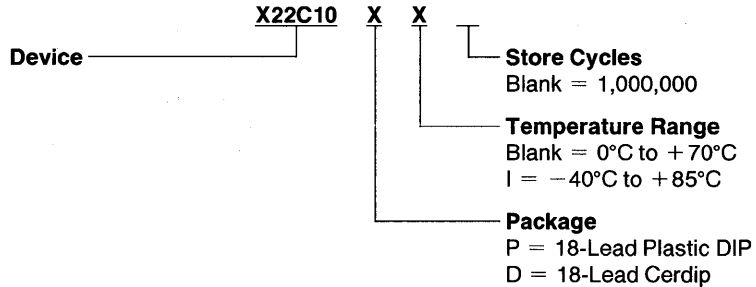 X22C10 X X
Device
Store Cycles
Blank = 1,000,000
Temperature Range
Blank = 0°C to +70°C
I = −40°C to +85°C
Package
P = 18-Lead Plastic DIP
D = 18-Lead Cerdip